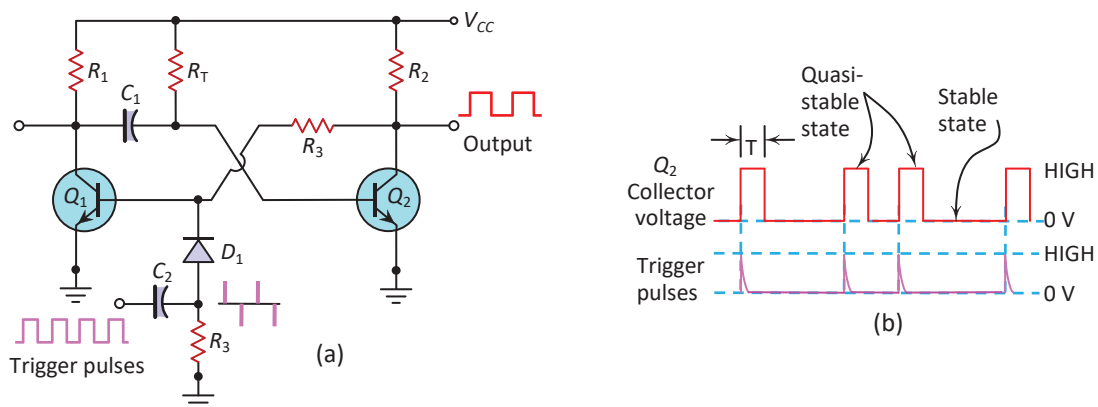 V_CC
R_1
R_T
R_2
C_1
R_3
Output
Q_1
Q_2
D_1
C_2
R_3
Trigger pulses
(a)
Quasi-
stable
state
Stable
state
T
Q_2
Collector
voltage
HIGH
0 V
HIGH
Trigger
pulses
0 V
(b)